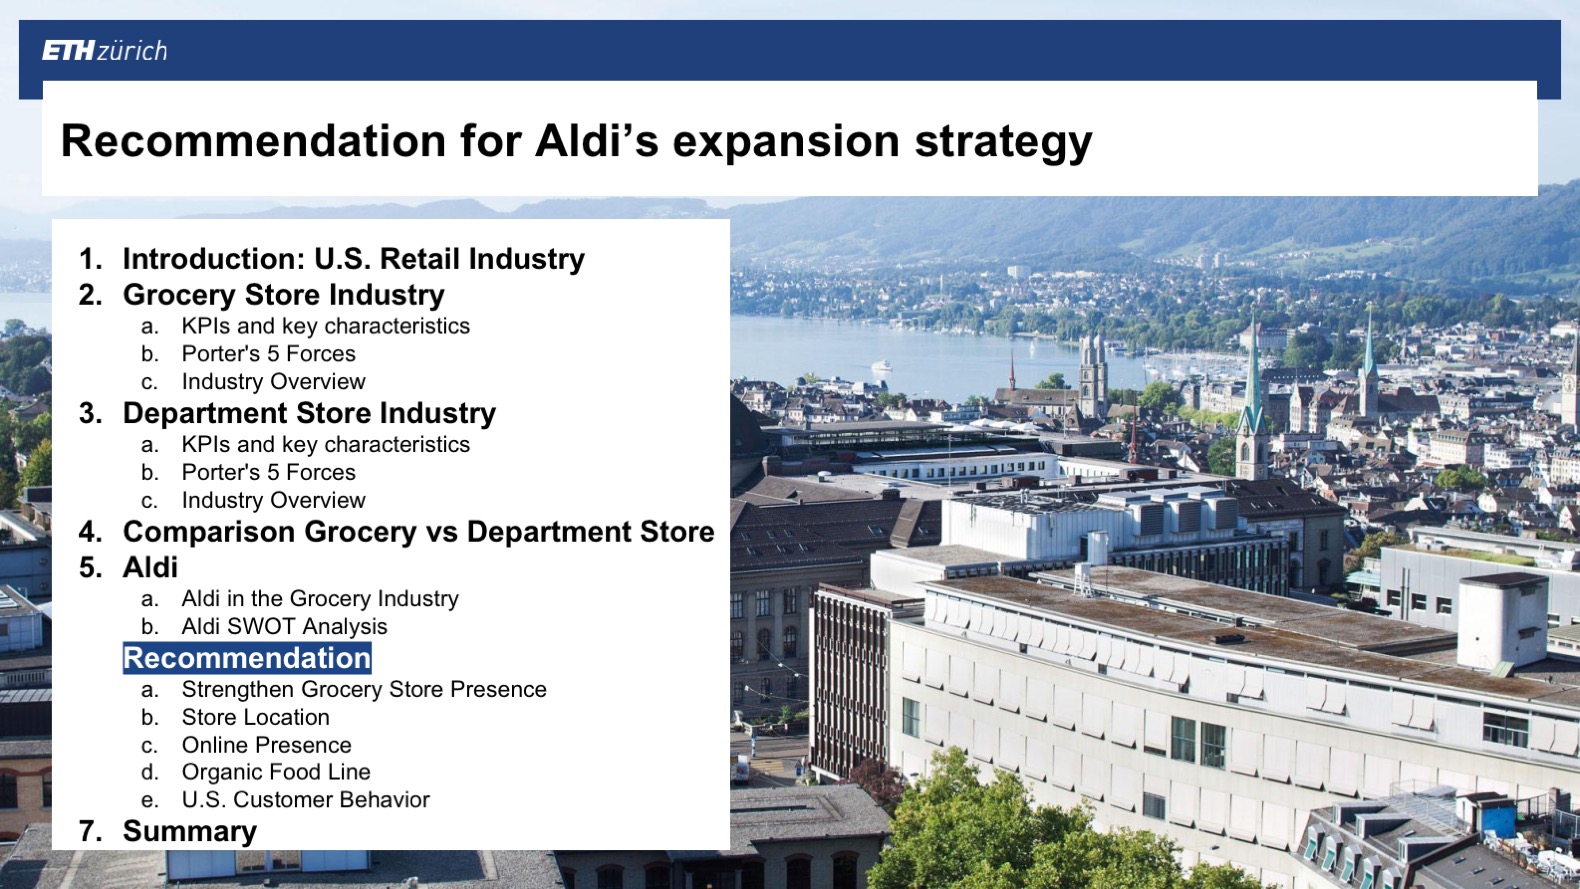 ETH zürich
Recommendation for Aldi’s expansion strategy
1. Introduction: U.S. Retail Industry
2. Grocery Store Industry
a. KPIs and key characteristics
b. Porter's 5 Forces
c. Industry Overview
3. Department Store Industry
a. KPIs and key characteristics
b. Porter's 5 Forces
c. Industry Overview
4. Comparison Grocery vs Department Store
5. Aldi
a. Aldi in the Grocery Industry
b. Aldi SWOT Analysis
Recommendation
a. Strengthen Grocery Store Presence
b. Store Location
c. Online Presence
d. Organic Food Line
e. U.S. Customer Behavior
7. Summary